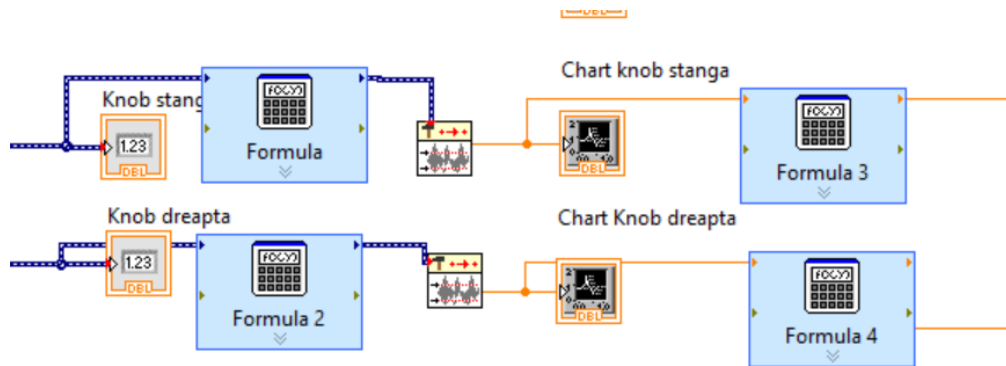 DBL
Chart knob stanga
Knob stang
1.23
DBL
f(x,y)
Formula
DBL
f(x,y)
Formula 3
Knob dreapta
Chart Knob dreapta
1.23
DBL
f(x,y)
Formula 2
DBL
f(x,y)
Formula 4